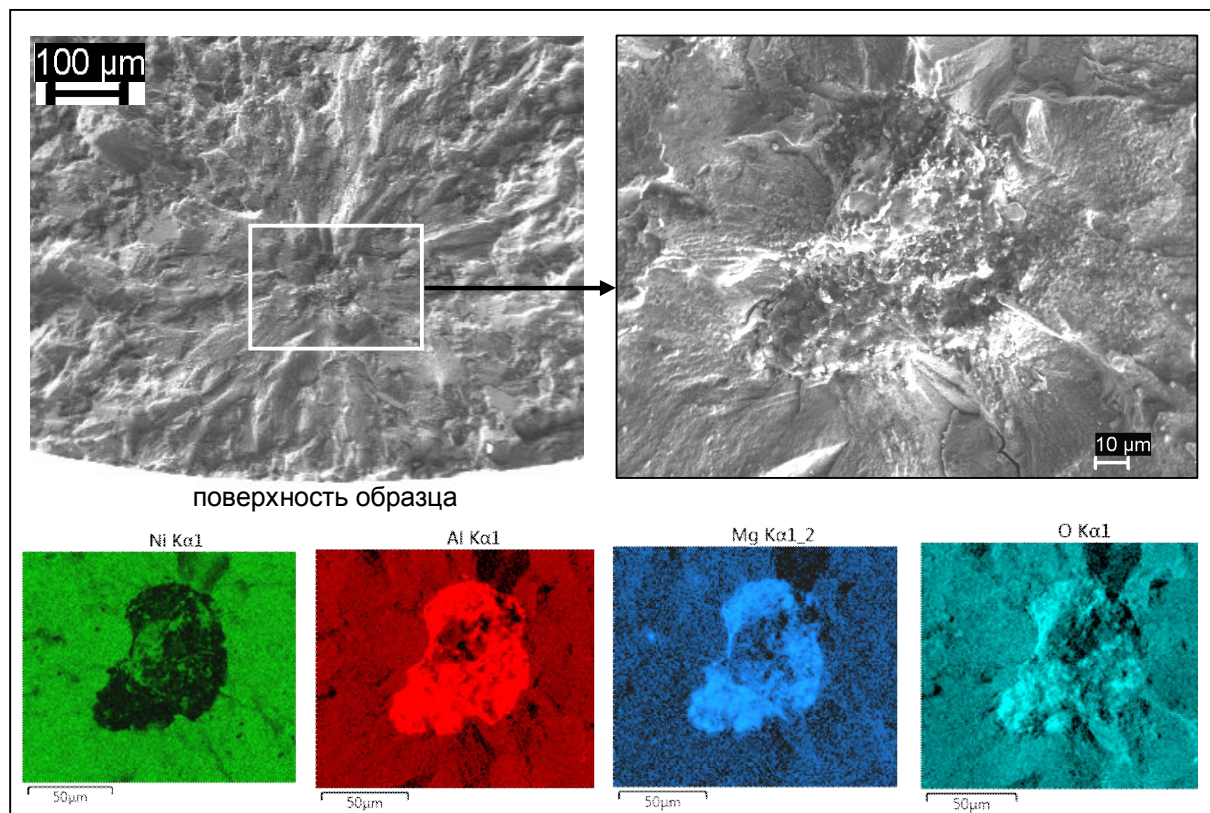 100 µm
10 µm
поверхность образца
Ni Kα1
Al Kα1
Mg Kα1_2
O Kα1
50µm
50µm
50µm
50µm